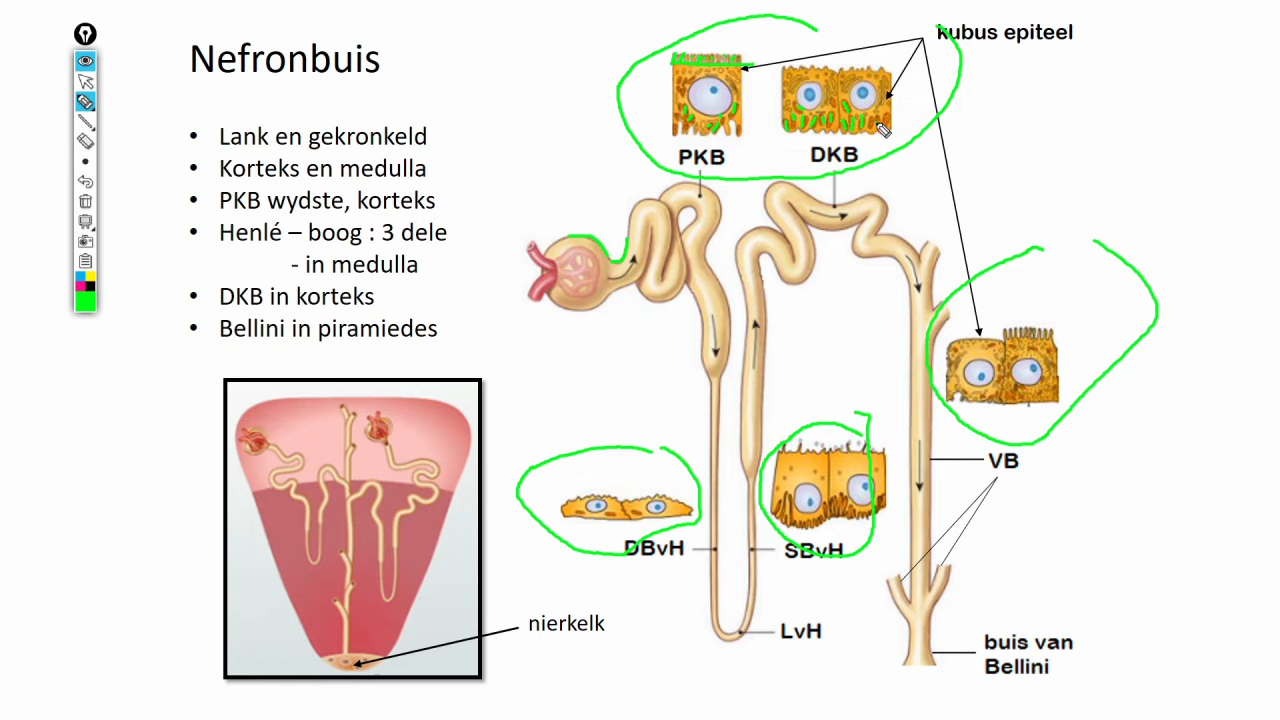 Nefronbuis
• Lank en gekronkeld
• Korteks en medulla
• PKB wydste, korteks
• Henlé – boog : 3 dele
- in medulla
• DKB in korteks
• Bellini in piramiedes
nierkelk
kubus epiteel
PKB
DKB
DBvH
SBvH
LvH
VB
buis van
Bellini